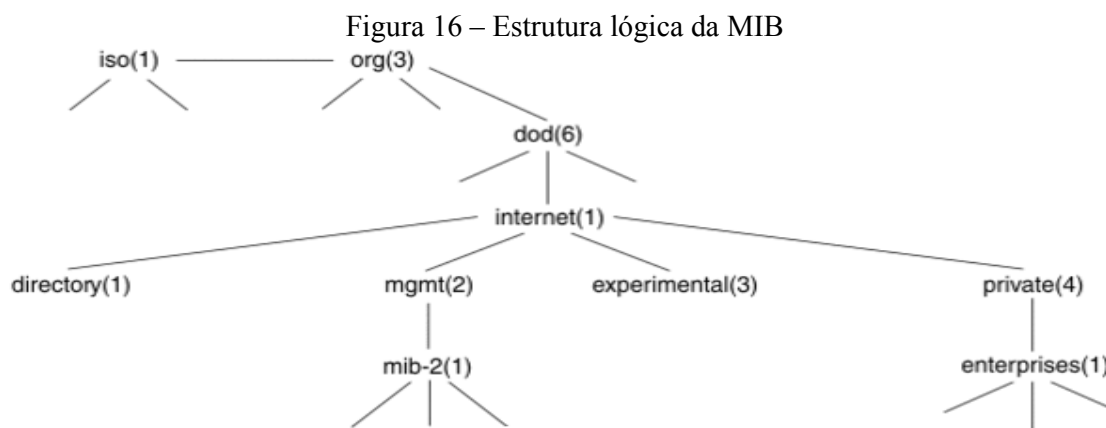 Figura 16 – Estrutura lógica da MIB
iso(1) org(3)
dod(6)
internet(1)
directory(1) mgmt(2) experimental(3) private(4)
mib-2(1) enterprises(1)